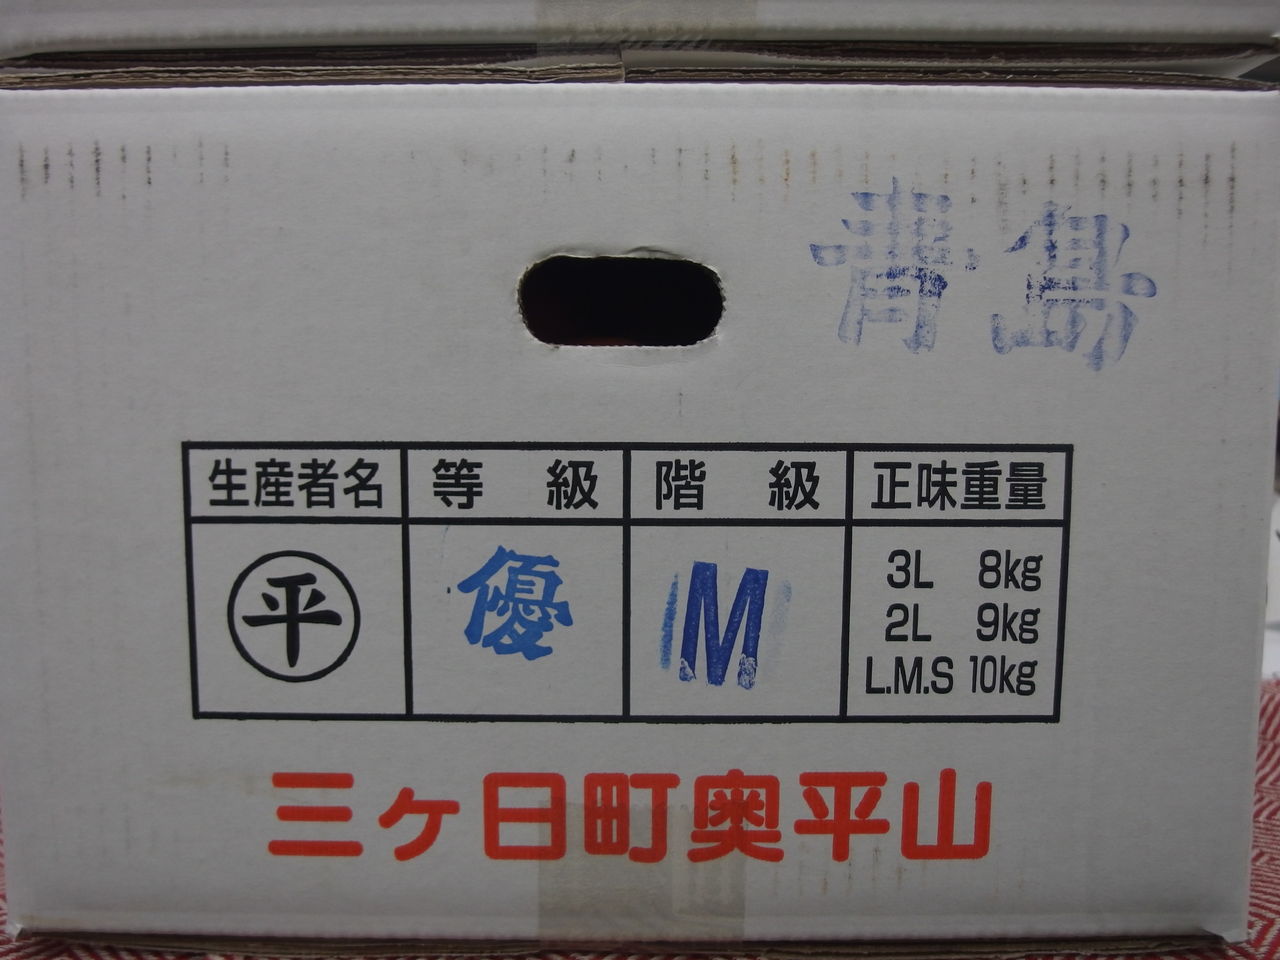 青島
生産者名 等級 階級 正味重量
平 優 M 3L 8kg
2L 9kg
L.M.S 10kg
三ヶ日町奥平山